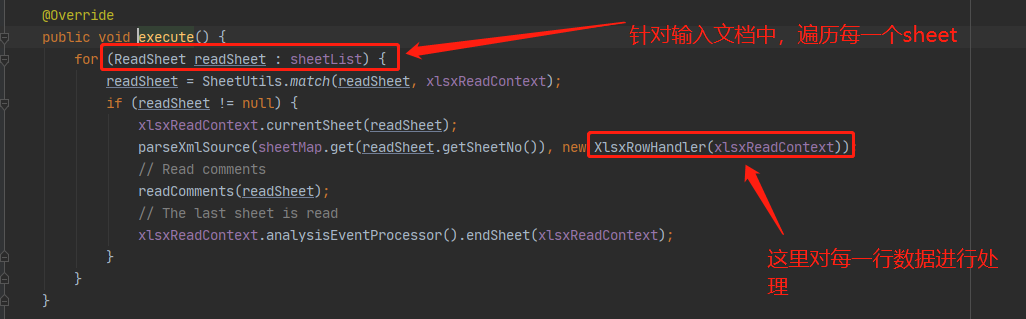 @Override
public void execute() {
针对输入文档中，遍历每一个sheet
for (ReadSheet readSheet : sheetList) {
readSheet = SheetUtils.match(readSheet, xlsxReadContext);
if (readSheet != null) {
xlsxReadContext.currentSheet(readSheet);
parseXmlSource(sheetMap.get(readSheet.getSheetNo()), new XlsxRowHandler(xlsxReadContext))
// Read comments
readComments(readSheet);
// The last sheet is read
xlsxReadContext.analysisEventProcessor().endSheet(xlsxReadContext);
这里对每一行数据进行处
理
}
}
}